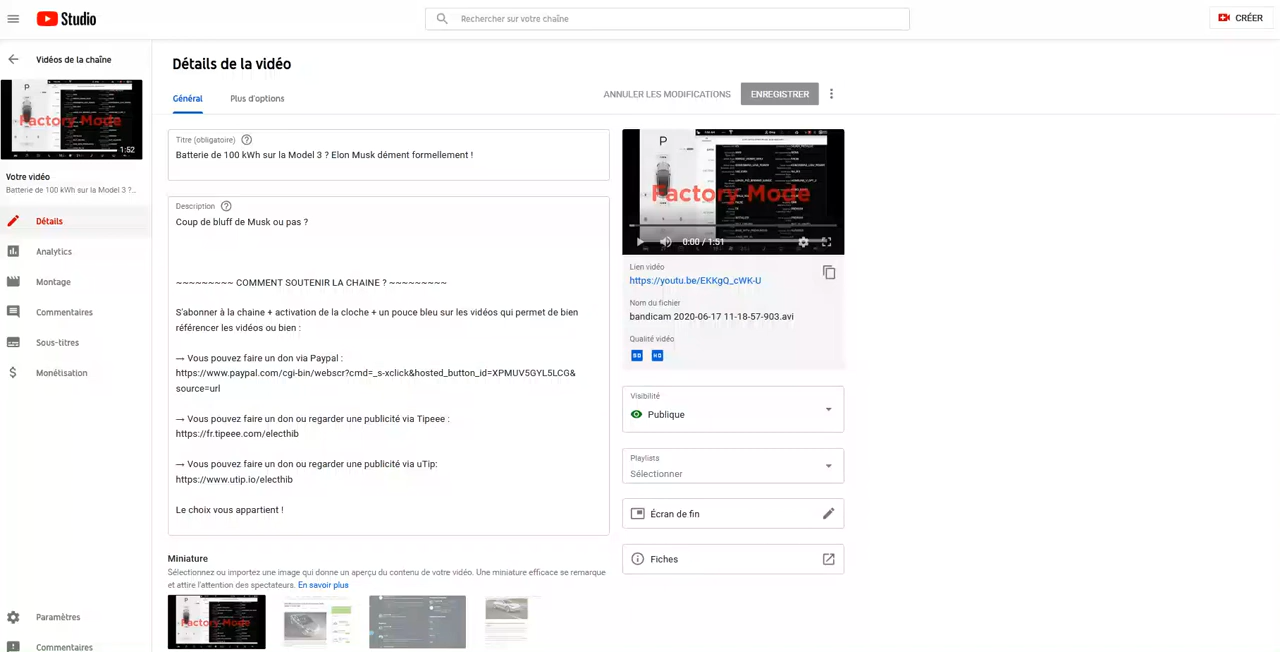 Studio
Rechercher sur votre chaîne
CRÉER
Vidéos de la chaîne
P
Factory Mode
1:52
Votre vidéo
Batterie de 100 kWh sur la Model 3 ?...
Détails
Analytics
Montage
Commentaires
Sous-titres
Monétisation
Paramètres
Commentaires
Détails de la vidéo
Général
Plus d'options
ANNULER LES MODIFICATIONS
ENREGISTRER
Titre (obligatoire)
Batterie de 100 kWh sur la Model 3 ? Elon Musk dément formellement !
Description
Coup de bluff de Musk ou pas ?
~~~~~~~~~ COMMENT SOUTENIR LA CHAINE ? ~~~~~~~~~
S'abonner à la chaine + activation de la cloche + un pouce bleu sur les vidéos qui permet de bien
référencer les vidéos ou bien :
→ Vous pouvez faire un don via Paypal :
https://www.paypal.com/cgi-bin/webscr?cmd=_s-xclick&hosted_button_id=XPMUV5GYL5LCG&
source=url
→ Vous pouvez faire un don ou regarder une publicité via Tipeee :
https://fr.tipeee.com/electhib
→ Vous pouvez faire un don ou regarder une publicité via uTip:
https://www.utip.io/electhib
Le choix vous appartient !
Miniature
Sélectionnez ou importez une image qui donne un aperçu du contenu de votre vidéo. Une miniature efficace se remarque
et attire l'attention des spectateurs. En savoir plus
Factory Mode
P
Factory Mode
0:00 / 1:51
Lien vidéo
https://youtu.be/EKKgQ_cWK-U
Nom du fichier
bandicam 2020-06-17 11-18-57-903.avi
Qualité vidéo
SD HD
Visibilité
Publique
Playlists
Sélectionner
Écran de fin
Fiches